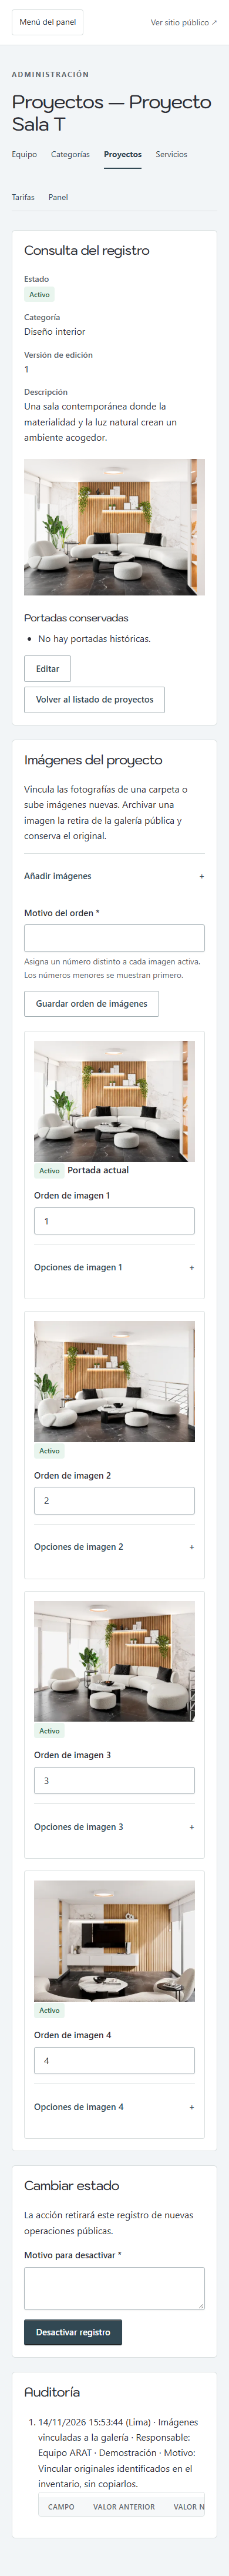 Menú del panel
Ver sitio público ↗
ADMINISTRACIÓN
Proyectos — Proyecto
Sala T
Equipo Categorías Proyectos Servicios
Tarifas Panel
Consulta del registro
Estado
Activo
Categoría
Diseño interior
Versión de edición
1
Descripción
Una sala contemporánea donde la
materialidad y la luz natural crean un
ambiente acogedor.
Portadas conservadas
• No hay portadas históricas.
Editar
Volver al listado de proyectos
Imágenes del proyecto
Vincula las fotografías de una carpeta o
sube imágenes nuevas. Archivar una
imagen la retira de la galería pública y
conserva el original.
Añadir imágenes +
Motivo del orden *
Asigna un número distinto a cada imagen activa.
Los números menores se muestran primero.
Guardar orden de imágenes
Activo Portada actual
Orden de imagen 1
1
Opciones de imagen 1 +
Activo
Orden de imagen 2
2
Opciones de imagen 2 +
Activo
Orden de imagen 3
3
Opciones de imagen 3 +
Activo
Orden de imagen 4
4
Opciones de imagen 4 +
Cambiar estado
La acción retirará este registro de nuevas
operaciones públicas.
Motivo para desactivar *
Desactivar registro
Auditoría
1. 14/11/2026 15:53:44 (Lima) · Imágenes
vinculadas a la galería · Responsable:
Equipo ARAT · Demostración · Motivo:
Vincular originales identificados en el
inventario, sin copiarlos.
CAMPO VALOR ANTERIOR VALOR N